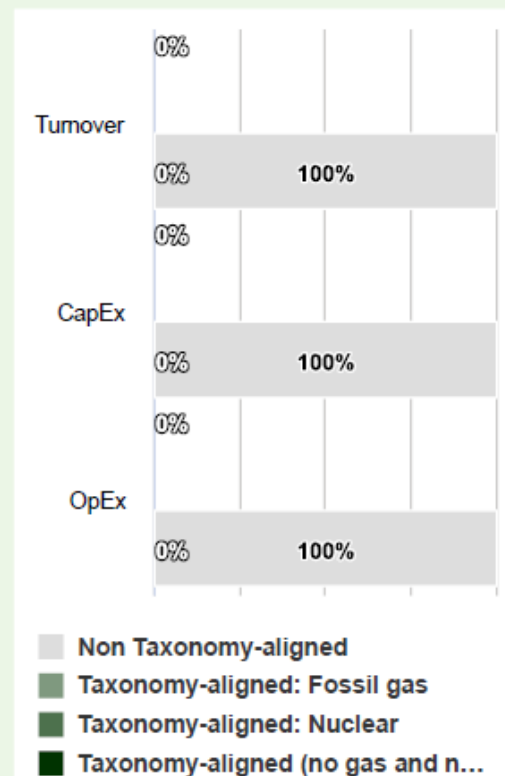 0%
Turnover
0% 100%
0%
CapEx
0% 100%
0%
OpEx
0% 100%
Non Taxonomy-aligned
Taxonomy-aligned: Fossil gas
Taxonomy-aligned: Nuclear
Taxonomy-aligned (no gas and n...